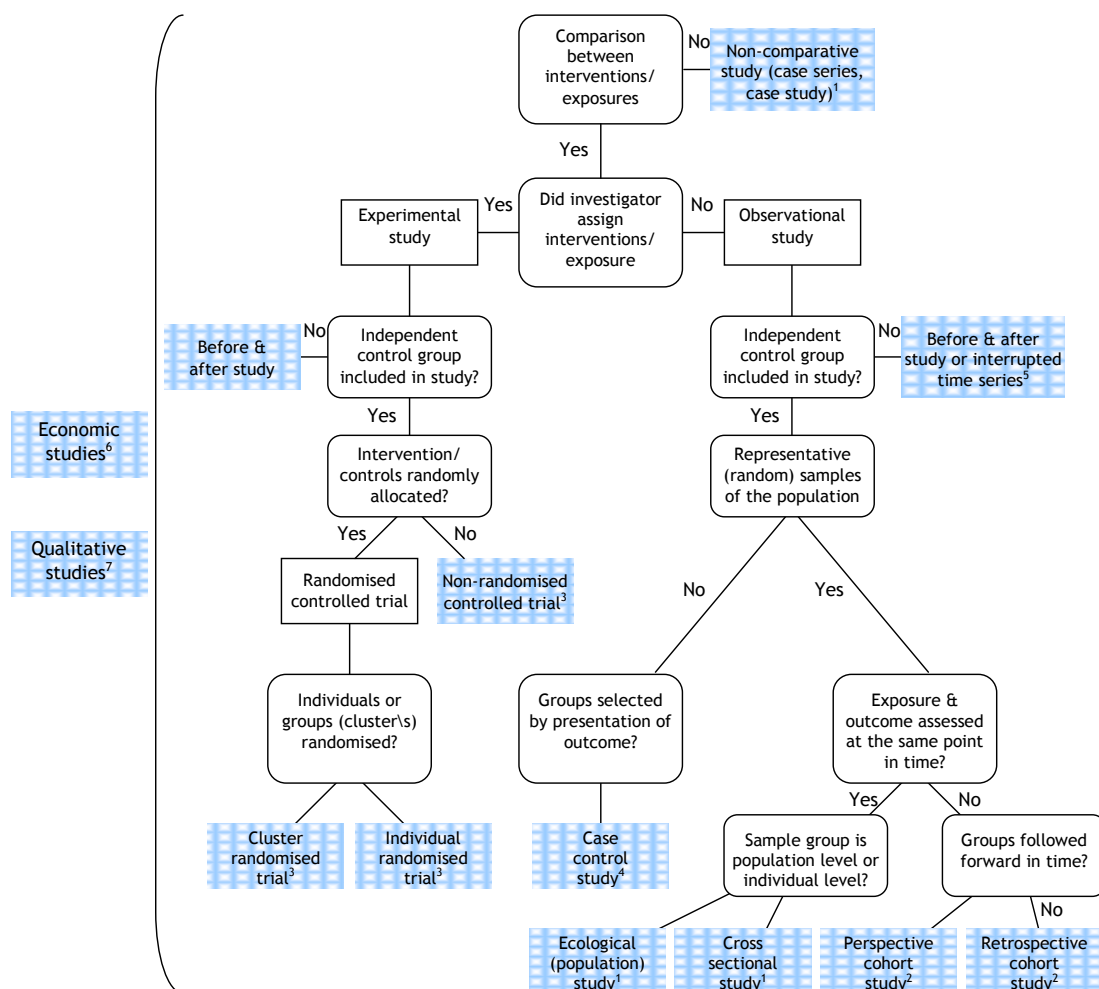 Comparison
between
interventions/
exposures
No
Non-comparative
study (case series,
case study)1
Yes
Did investigator
assign
interventions/
exposure
Yes
No
Experimental
study
Observational
study
Independent
control group
included in study?
No
Before &
after study
Independent
control group
included in study?
No
Before & after
study or interrupted
time series5
Yes
Yes
Economic
studies6
Qualitative
studies7
Intervention/
controls randomly
allocated?
Representative
(random) samples
of the population
Yes
No
Randomised
controlled trial
Non-randomised
controlled trial3
No
Yes
Individuals or
groups (cluster\s)
randomised?
Groups selected
by presentation of
outcome?
Exposure &
outcome assessed
at the same point
in time?
Yes
No
Cluster
randomised
trial3
Individual
randomised
trial3
Case
control
study4
Sample group is
population level or
individual level?
Groups followed
forward in time?
No
Ecological
(population)
study1
Cross
sectional
study1
Perspective
cohort
study2
Retrospective
cohort
study2